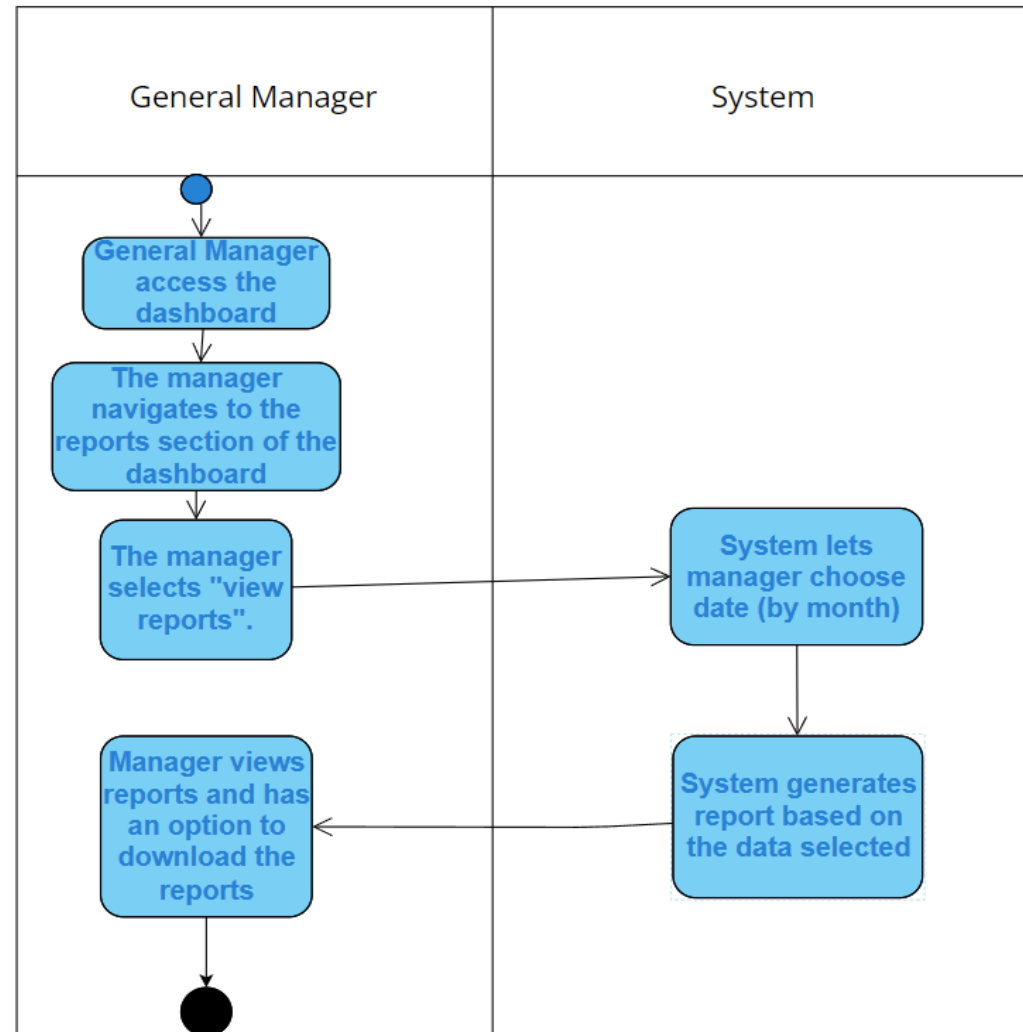 General Manager
System
General Manager
access the
dashboard
The manager
navigates to the
reports section of the
dashboard
The manager
selects "view
reports".
System lets
manager choose
date (by month)
System generates
report based on
the data selected
Manager views
reports and has
an option to
download the
reports